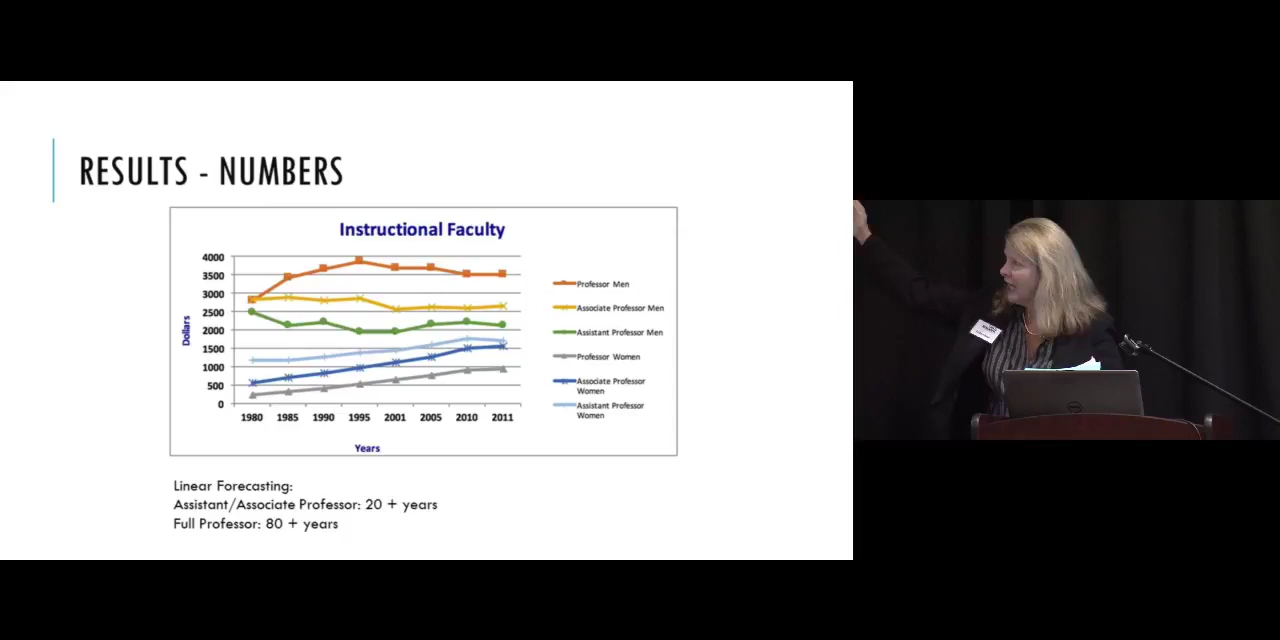 RESULTS - NUMBERS
Instructional Faculty
4000
3500
3000
2500
2000
1500
1000
500
0
Dollars
1980 1985 1990 1995 2001 2005 2010 2011
Years
Professor Men
Associate Professor Men
Assistant Professor Men
Professor Women
Associate Professor
Women
Assistant Professor
Women
Linear Forecasting:
Assistant/Associate Professor: 20 + years
Full Professor: 80 + years